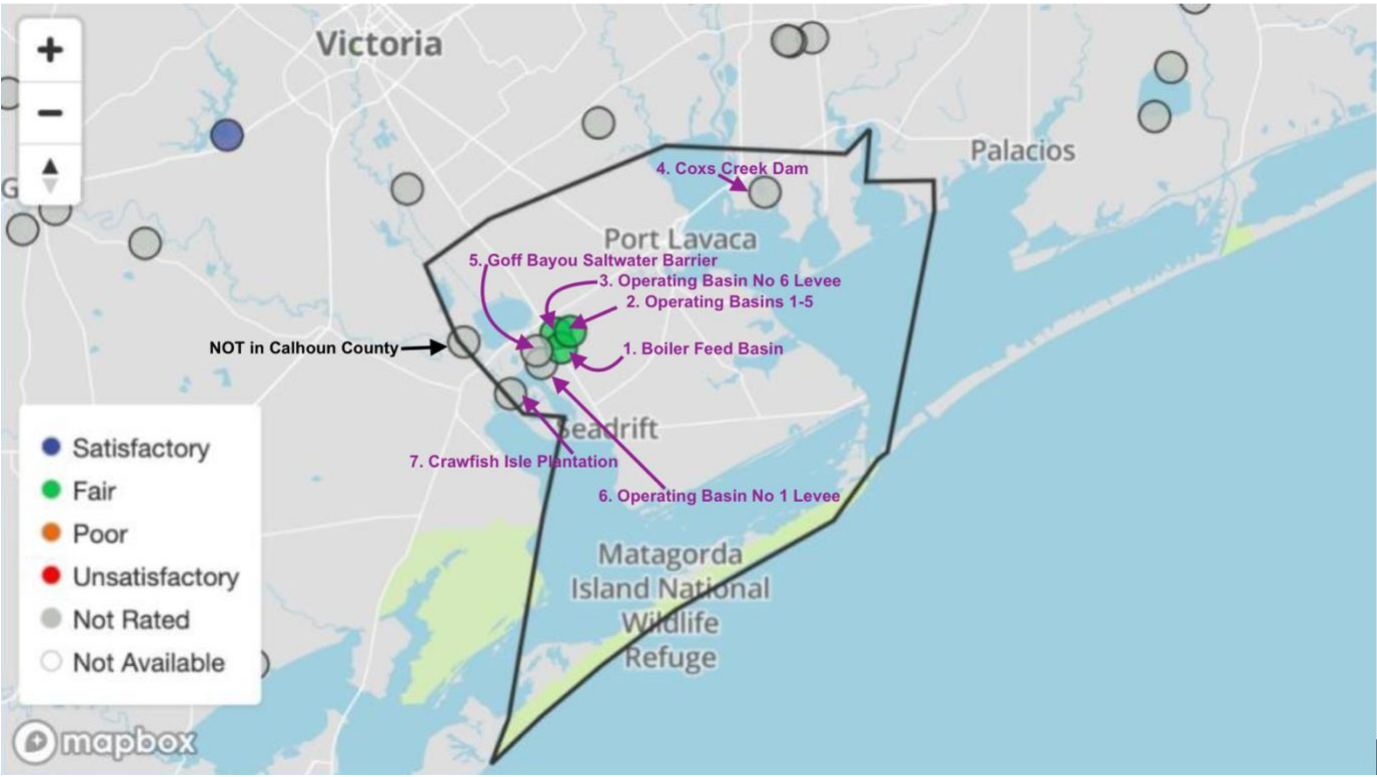 +
Victoria
−
Palacios
4. Coxs Creek Dam
G
Port Lavaca
5. Goff Bayou Saltwater Barrier
3. Operating Basin No 6 Levee
2. Operating Basins 1-5
NOT in Calhoun County
1. Boiler Feed Basin
Seadrift
7. Crawfish Isle Plantation
6. Operating Basin No 1 Levee
Satisfactory
Fair
Poor
Unsatisfactory
Not Rated
Not Available
Matagorda
Island National
Wildlife
Refuge
mapbox